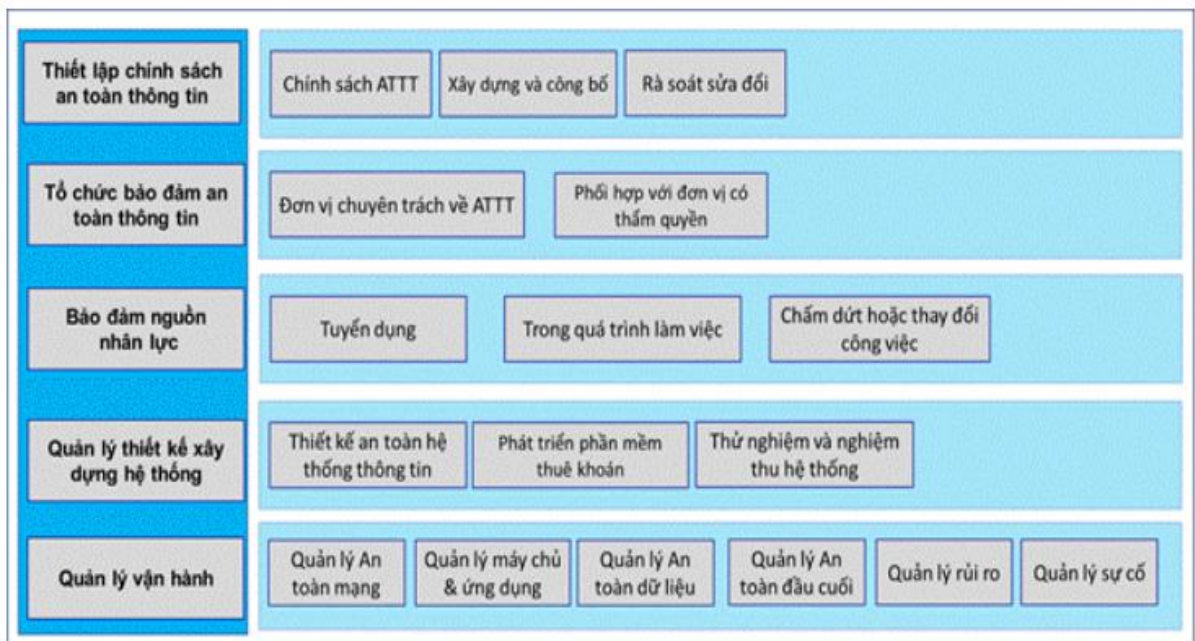 Thiết lập chính sách
an toàn thông tin
Chính sách ATTT
Xây dựng và công bố
Rà soát sửa đổi
Tổ chức bảo đảm an
toàn thông tin
Đơn vị chuyên trách về ATTT
Phối hợp với đơn vị có
thẩm quyền
Bảo đảm nguồn
nhân lực
Tuyển dụng
Trong quá trình làm việc
Chấm dứt hoặc thay đổi
công việc
Quản lý thiết kế xây
dựng hệ thống
Thiết kế an toàn hệ
thống thông tin
Phát triển phần mềm
thuê khoán
Thử nghiệm và nghiệm
thu hệ thống
Quản lý vận hành
Quản lý An
toàn mạng
Quản lý máy chủ
& ứng dụng
Quản lý An
toàn dữ liệu
Quản lý An
toàn đầu cuối
Quản lý rủi ro
Quản lý sự cố